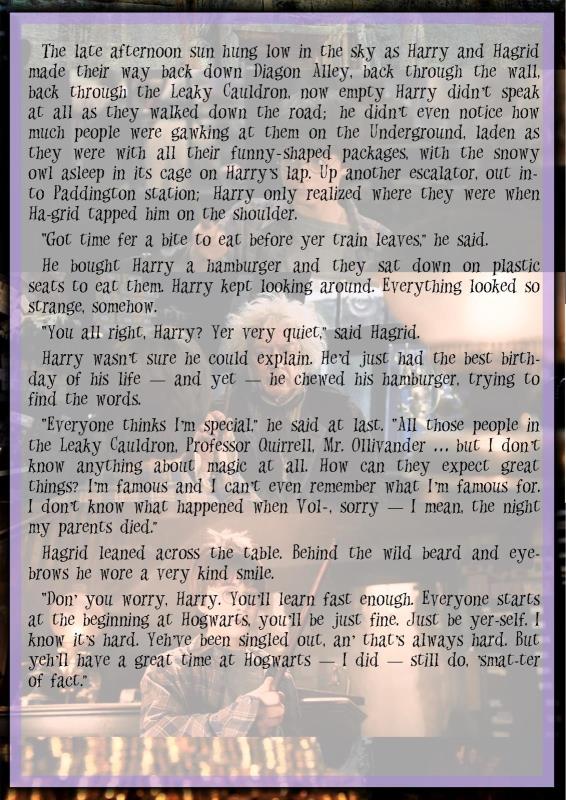 The late afternoon sun hung low in the sky as Harry and Hagrid
made their way back down Diagon Alley, back through the wall,
back through the Leaky Cauldron, now empty Harry didn't speak
at all as they walked down the road; he didn't even notice how
much people were gawking at them on the Underground, laden as
they were with all their funny-shaped packages, with the snowy
owl asleep in its cage on Harry's lap. Up another escalator, out in-
to Paddington station; Harry only realized where they were when
Ha-grid tapped him on the shoulder.
"Got time fer a bite to eat before yer train leaves," he said.
He bought Harry a hamburger and they sat down on plastic
seats to eat them. Harry kept looking around. Everything looked so
strange, somehow.
"You all right, Harry? Yer very quiet," said Hagrid.
Harry wasn't sure he could explain. He'd just had the best birth-
day of his life — and yet — he chewed his hamburger, trying to
find the words.
"Everyone thinks I'm special," he said at last. "All those people in
the Leaky Cauldron, Professor Quirrell, Mr. Ollivander ... but I don't
know anything about magic at all. How can they expect great
things? I'm famous and I can't even remember what I'm famous for.
I don't know what happened when Vol-, sorry — I mean, the night
my parents died."
Hagrid leaned across the table. Behind the wild beard and eye-
brows he wore a very kind smile.
"Don' you worry, Harry. You'll learn fast enough. Everyone starts
at the beginning at Hogwarts, you'll be just fine. Just be yer-self. I
know it's hard. Yeh've been singled out, an' that's always hard. But
yeh'll have a great time at Hogwarts — I did — still do, 'smat-ter
of fact."